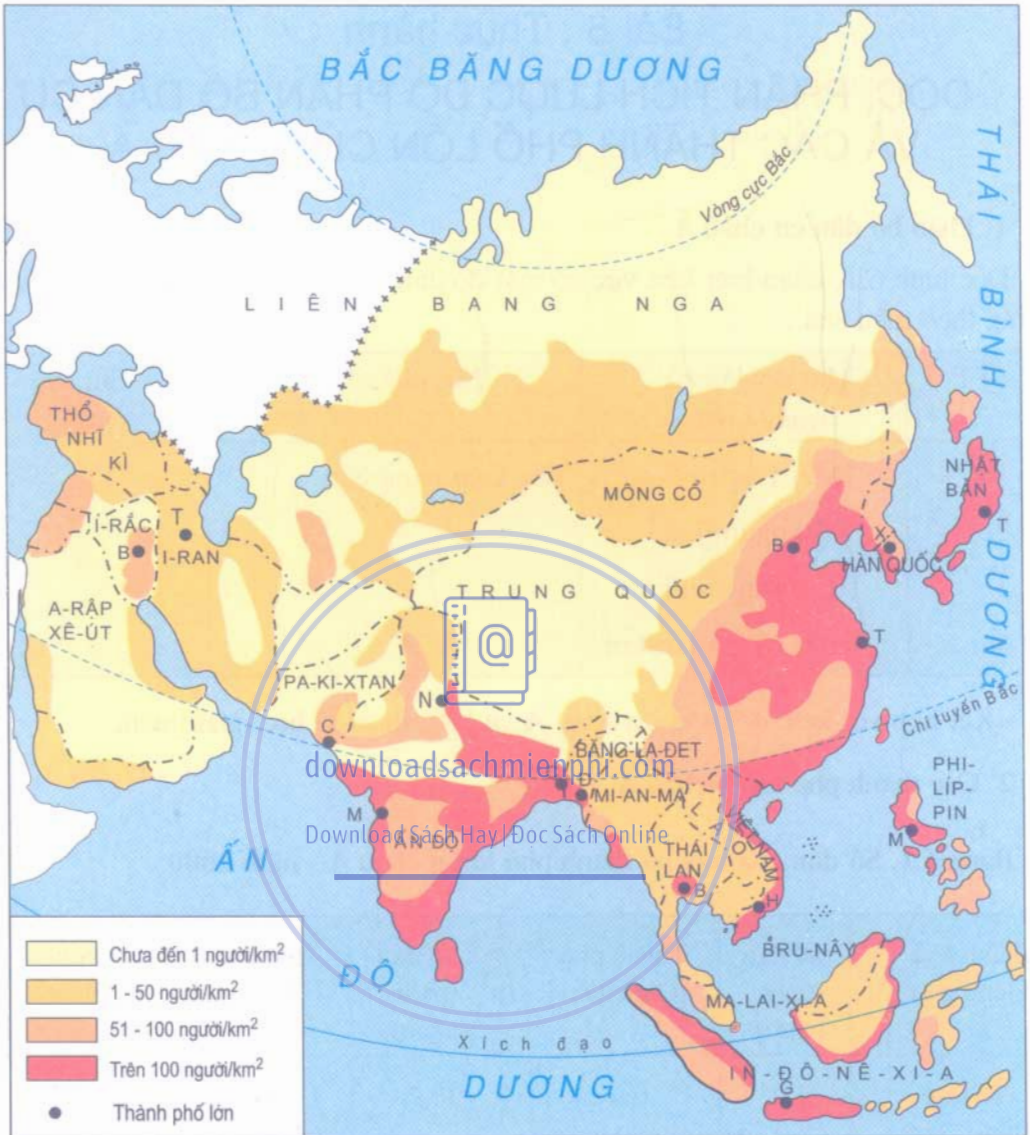 BẮC BĂNG DƯƠNG
Vòng cực Bắc
THÁI BÌNH DƯƠNG
LIÊN BANG NGA
THỔ
NHĨ
KÌ
I-RẮC
B
T
I-RAN
A-RẬP
XÊ-ÚT
MÔNG CỔ
NHẬT
BẢN
T
X
HÀN QUỐC
B
TRUNG QUỐC
T
@
PA-KI-XTAN
N
C
Chí tuyến Bắc
BĂNG-LA-ĐET
Đ
MI-AN-MA
downloadsachmienphi.com
Download Sách Hay | Đọc Sách Online
M
ẤN ĐỘ
LÀO
VIỆT NAM
THÁI
LAN
B
H
PHI-
LÍP-
PIN
M
BRU-NÂY
MA-LAI-XI-A
IN-ĐÔ-NÊ-XI-A
G
Xích đạo
ẤN
ĐỘ
DƯƠNG
Chưa đến 1 người/km²
1 - 50 người/km²
51 - 100 người/km²
Trên 100 người/km²
Thành phố lớn